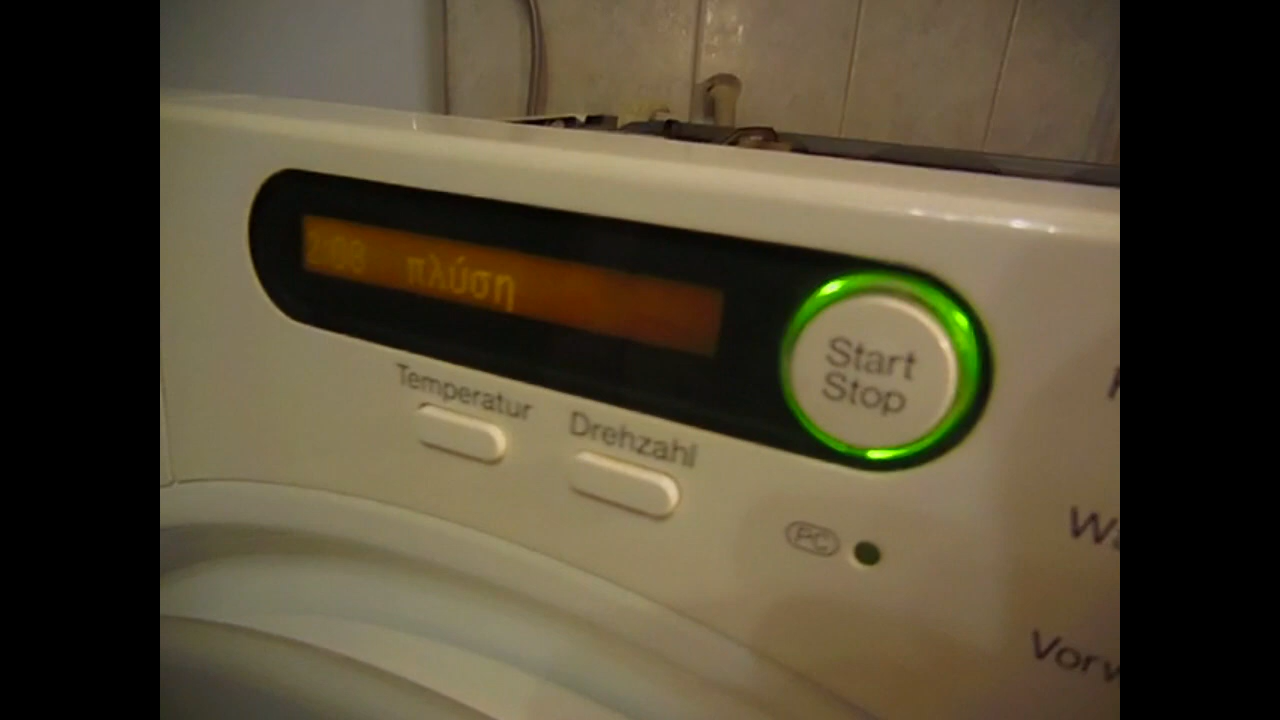 2:08 πλύση
Start
Stop
Temperatur
Drehzahl
PC